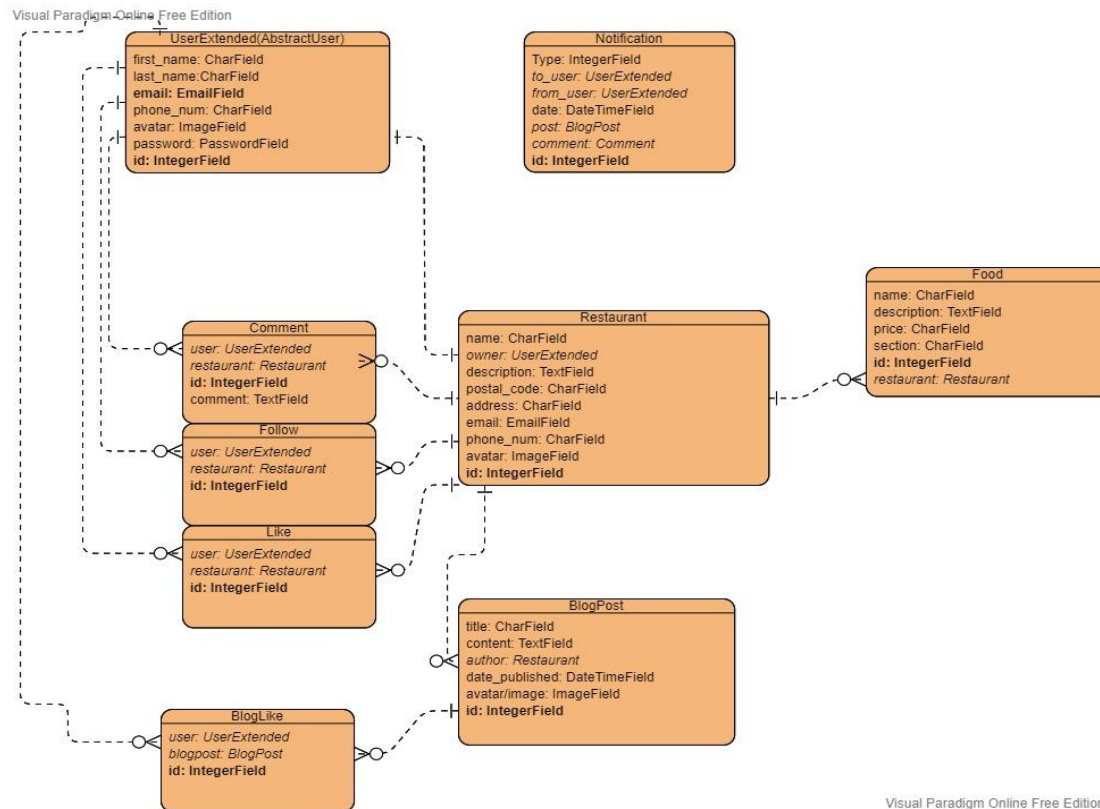 Visual Paradigm Online Free Edition
UserExtended(AbstractUser)
first_name: CharField
last_name:CharField
email: EmailField
phone_num: CharField
avatar: ImageField
password: PasswordField
id: IntegerField
Notification
Type: IntegerField
to_user: UserExtended
from_user: UserExtended
date: DateTimeField
post: BlogPost
comment: Comment
id: IntegerField
Food
name: CharField
description: TextField
price: CharField
section: CharField
id: IntegerField
restaurant: Restaurant
Comment
user: UserExtended
restaurant: Restaurant
id: IntegerField
comment: TextField
Restaurant
name: CharField
owner: UserExtended
description: TextField
postal_code: CharField
address: CharField
email: EmailField
phone_num: CharField
avatar: ImageField
id: IntegerField
Follow
user: UserExtended
restaurant: Restaurant
id: IntegerField
Like
user: UserExtended
restaurant: Restaurant
id: IntegerField
BlogPost
title: CharField
content: TextField
author: Restaurant
date_published: DateTimeField
avatar/image: ImageField
id: IntegerField
BlogLike
user: UserExtended
blogpost: BlogPost
id: IntegerField
Visual Paradigm Online Free Edition